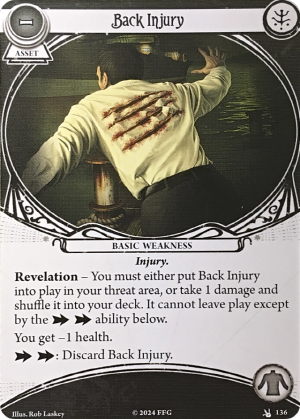 Back Injury
ASSET
BASIC WEAKNESS
Injury.
Revelation – You must either put Back Injury
into play in your threat area, or take 1 damage and
shuffle it into your deck. It cannot leave play except
by the ➡ ➡ ability below.
You get –1 health.
➡ ➡: Discard Back Injury.
Illus. Rob Laskey
© 2024 FFG
136